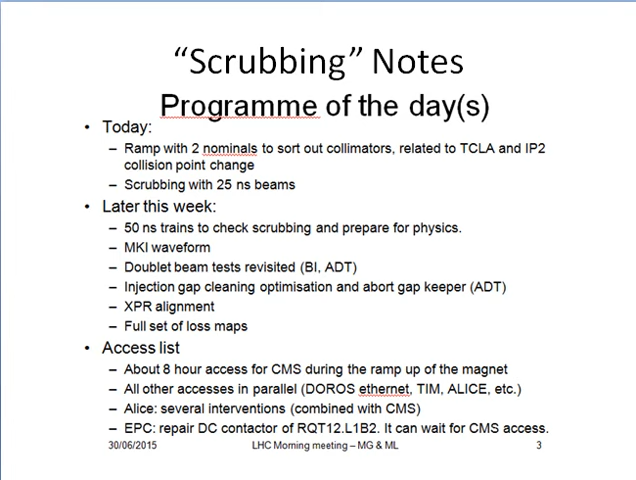 “Scrubbing” Notes
Programme of the day(s)
• Today:
– Ramp with 2 nominals to sort out collimators, related to TCLA and IP2
collision point change
– Scrubbing with 25 ns beams
• Later this week:
– 50 ns trains to check scrubbing and prepare for physics.
– MKI waveform
– Doublet beam tests revisited (BI, ADT)
– Injection gap cleaning optimisation and abort gap keeper (ADT)
– XPR alignment
– Full set of loss maps
• Access list
– About 8 hour access for CMS during the ramp up of the magnet
– All other accesses in parallel (DOROS ethernet, TIM, ALICE, etc.)
– Alice: several interventions (combined with CMS)
– EPC: repair DC contactor of RQT12.L1B2. It can wait for CMS access.
30/06/2015 LHC Morning meeting – MG & ML 3